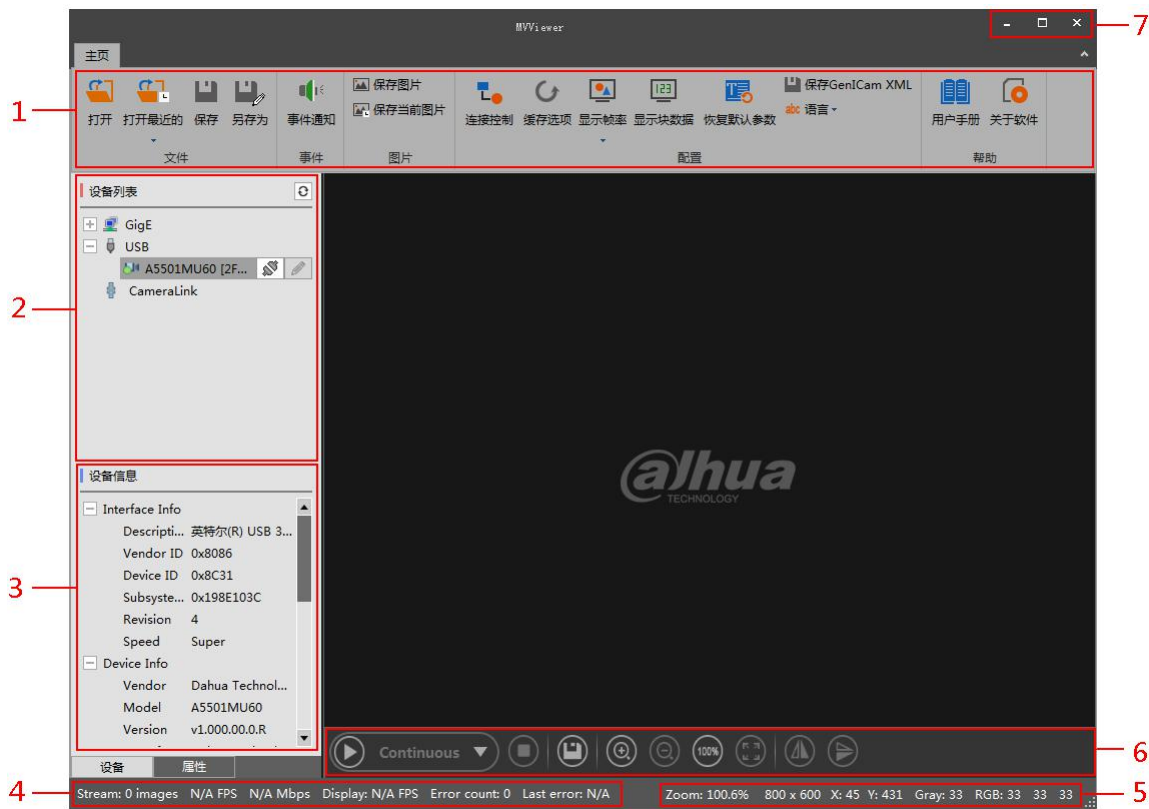 MVViewer
7
主页
1
打开 打开最近的 保存 另存为 事件通知 保存图片 保存当前图片 连接控制 缓存选项 显示帧率 显示块数据 恢复默认参数 保存GenICam XML abc 语言 用户手册 关于软件
文件 事件 图片 配置 帮助
2
设备列表
GigE
USB
A5501MU60 [2F...
CameraLink
3
设备信息
Interface Info
Descripti... 英特尔(R) USB 3...
Vendor ID 0x8086
Device ID 0x8C31
Subsyste... 0x198E103C
Revision 4
Speed Super
Device Info
Vendor Dahua Technol...
Model A5501MU60
Version v1.000.00.0.R
设备 属性
alhua
TECHNOLOGY
Continuous 100%
6
4
Stream: 0 images N/A FPS N/A Mbps Display: N/A FPS Error count: 0 Last error: N/A
Zoom: 100.6% 800 x 600 X: 45 Y: 431 Gray: 33 RGB: 33 33 33
5